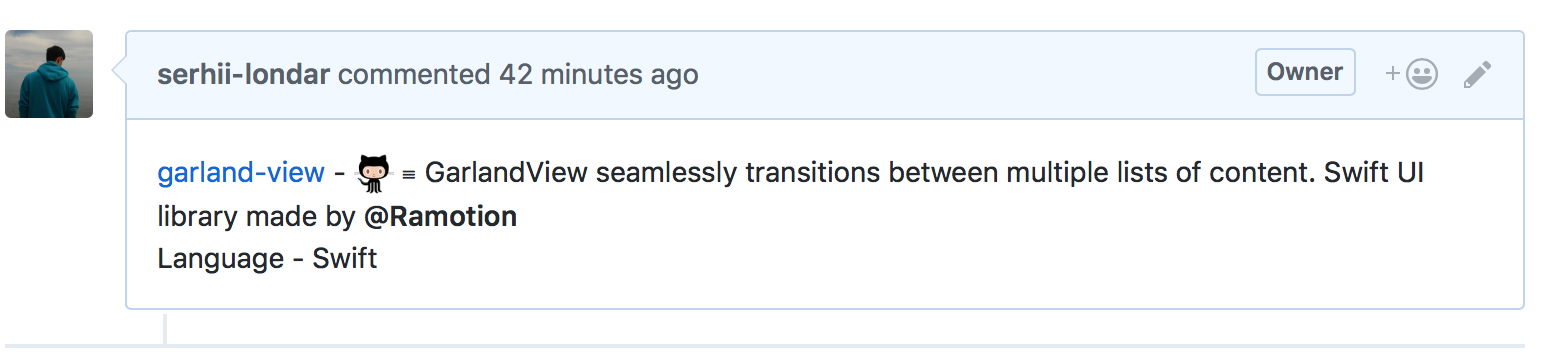 serhii-londar commented 42 minutes ago Owner
garland-view - ≡ GarlandView seamlessly transitions between multiple lists of content. Swift UI
library made by @Ramotion
Language - Swift